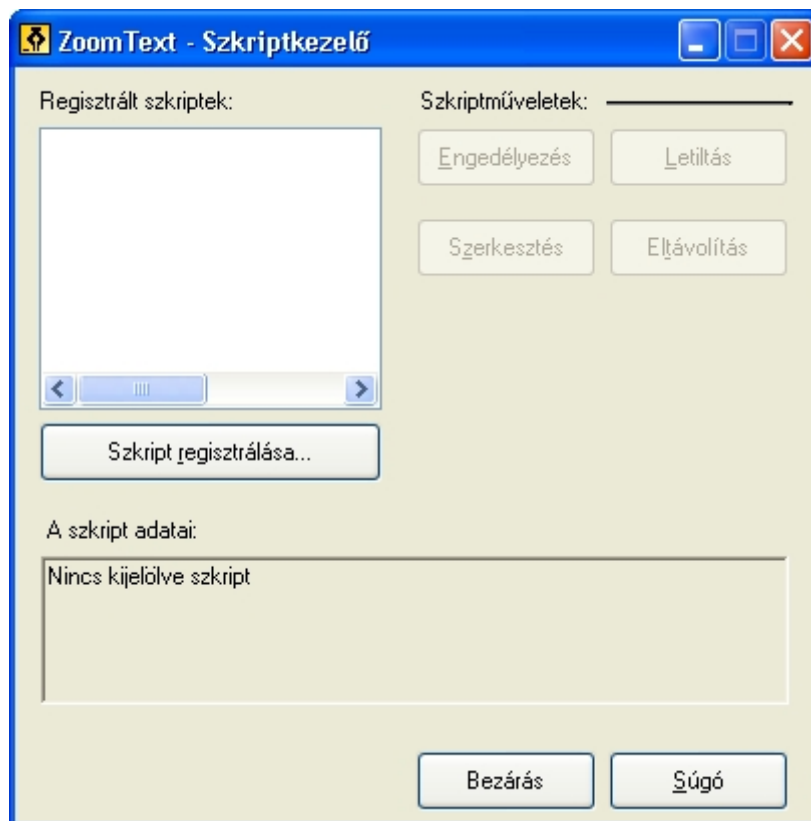 ZoomText - Szkriptkezelő
Regisztrált szkriptek:
Szkriptműveletek:
Engedélyezés
Letiltás
Szerkesztés
Eltávolítás
Szkript regisztrálása...
A szkript adatai:
Nincs kijelölve szkript
Bezárás
Súgó